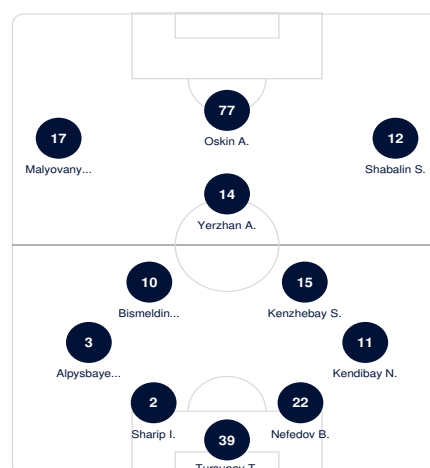 77
Oskin A.
17
Malyovany...
12
Shabalin S.
14
Yerzhan A.
10
Bismeldin...
15
Kenzhebay S.
3
Alpysbaye...
11
Kendibay N.
2
Sharip I.
22
Nefedov B.
39